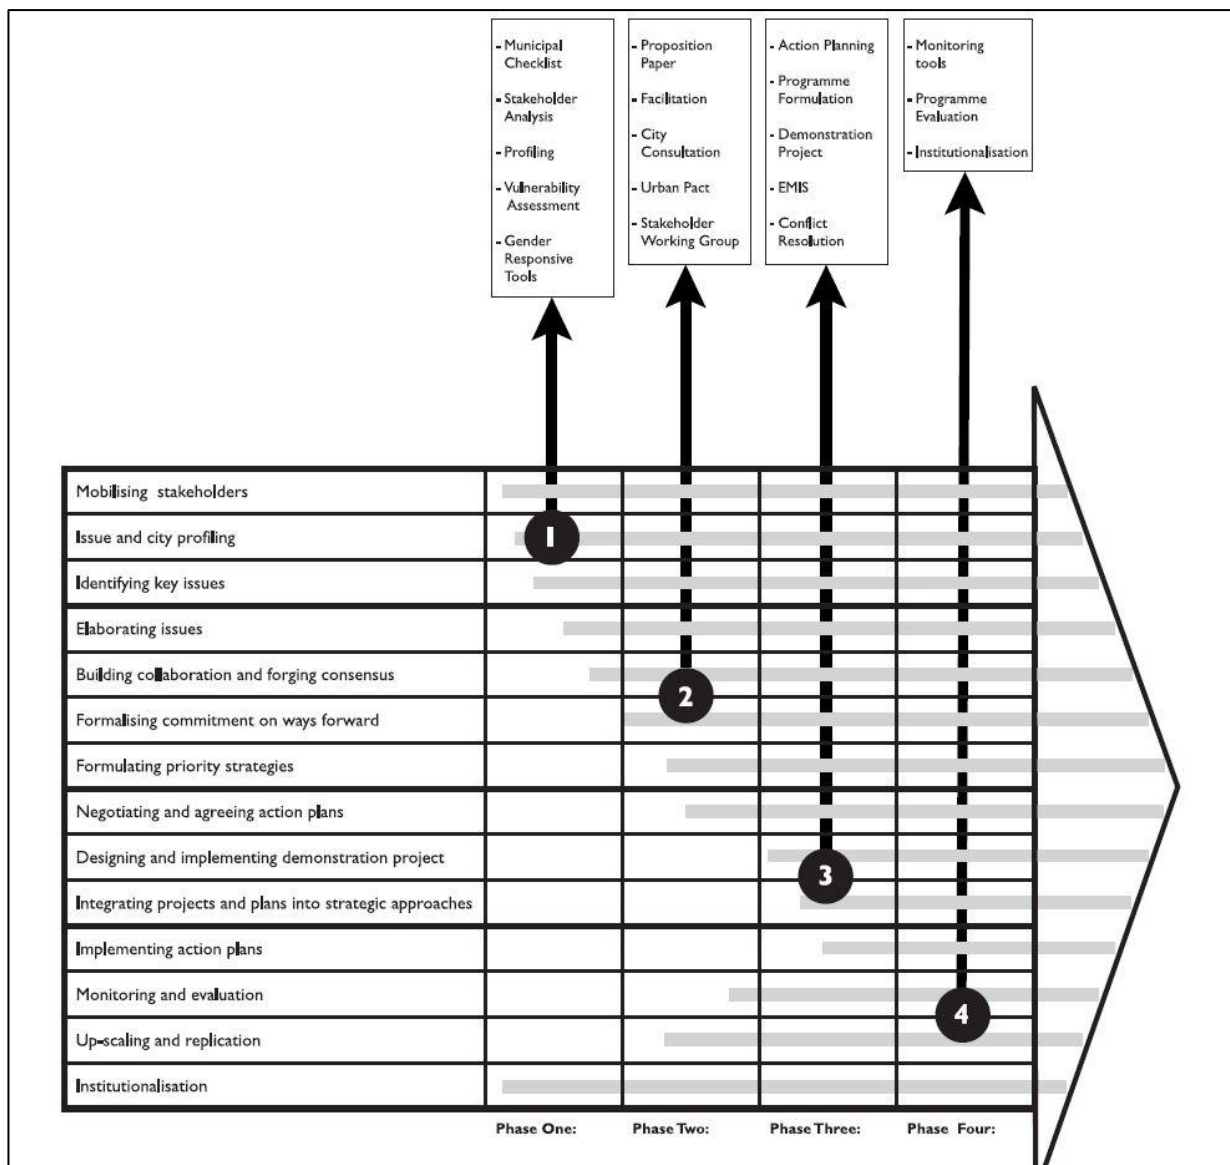 - Municipal
Checklist
- Stakeholder
Analysis
- Profiling
- Vulnerability
Assessment
- Gender
Responsive
Tools
- Proposition
Paper
- Facilitation
- City
Consultation
- Urban Pact
- Stakeholder
Working Group
- Action Planning
- Programme
Formulation
- Demonstration
Project
- EMIS
- Conflict
Resolution
- Monitoring
tools
- Programme
Evaluation
- Institutionalisation
Mobilising stakeholders
Issue and city profiling
1
Identifying key issues
Elaborating issues
Building collaboration and forging consensus
2
Formalising commitment on ways forward
Formulating priority strategies
Negotiating and agreeing action plans
Designing and implementing demonstration project
3
Integrating projects and plans into strategic approaches
Implementing action plans
Monitoring and evaluation
4
Up-scaling and replication
Institutionalisation
Phase One: Phase Two: Phase Three: Phase Four: